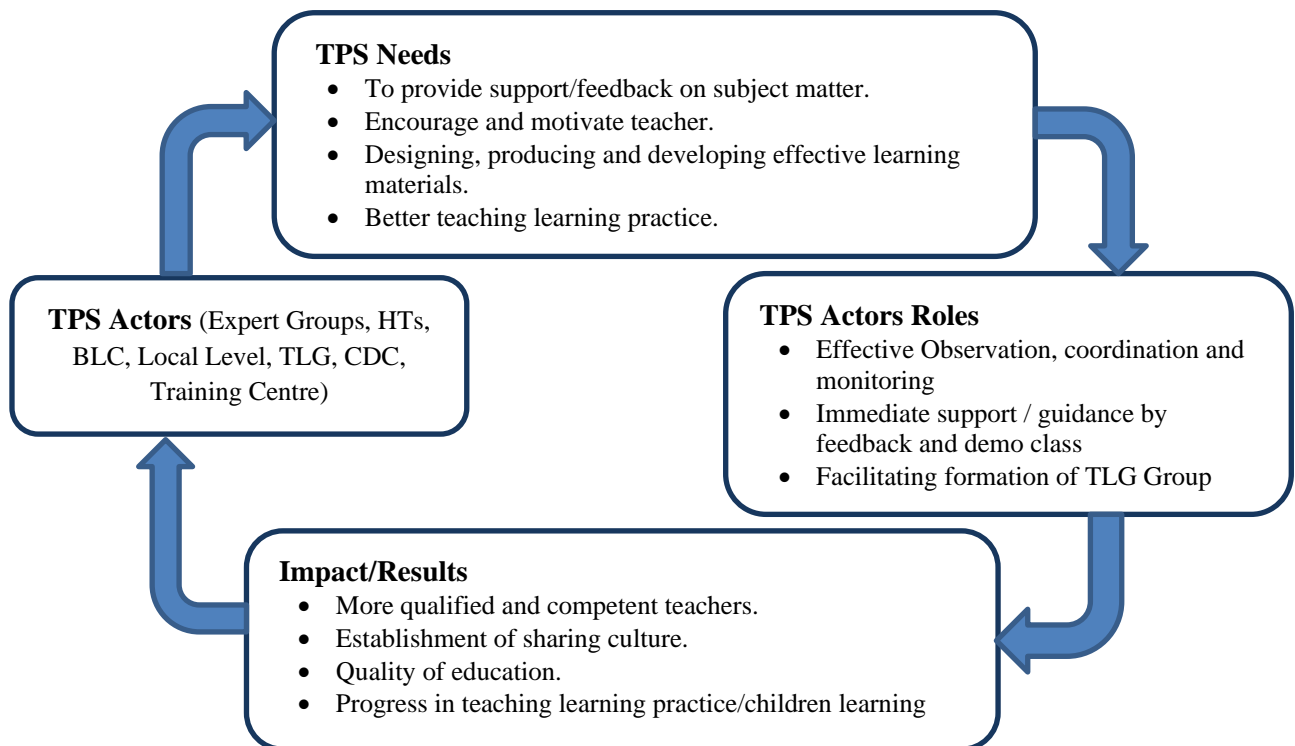 TPS Needs
• To provide support/feedback on subject matter.
• Encourage and motivate teacher.
• Designing, producing and developing effective learning
materials.
• Better teaching learning practice.
TPS Actors (Expert Groups, HTs,
BLC, Local Level, TLG, CDC,
Training Centre)
TPS Actors Roles
• Effective Observation, coordination and
monitoring
• Immediate support / guidance by
feedback and demo class
• Facilitating formation of TLG Group
Impact/Results
• More qualified and competent teachers.
• Establishment of sharing culture.
• Quality of education.
• Progress in teaching learning practice/children learning